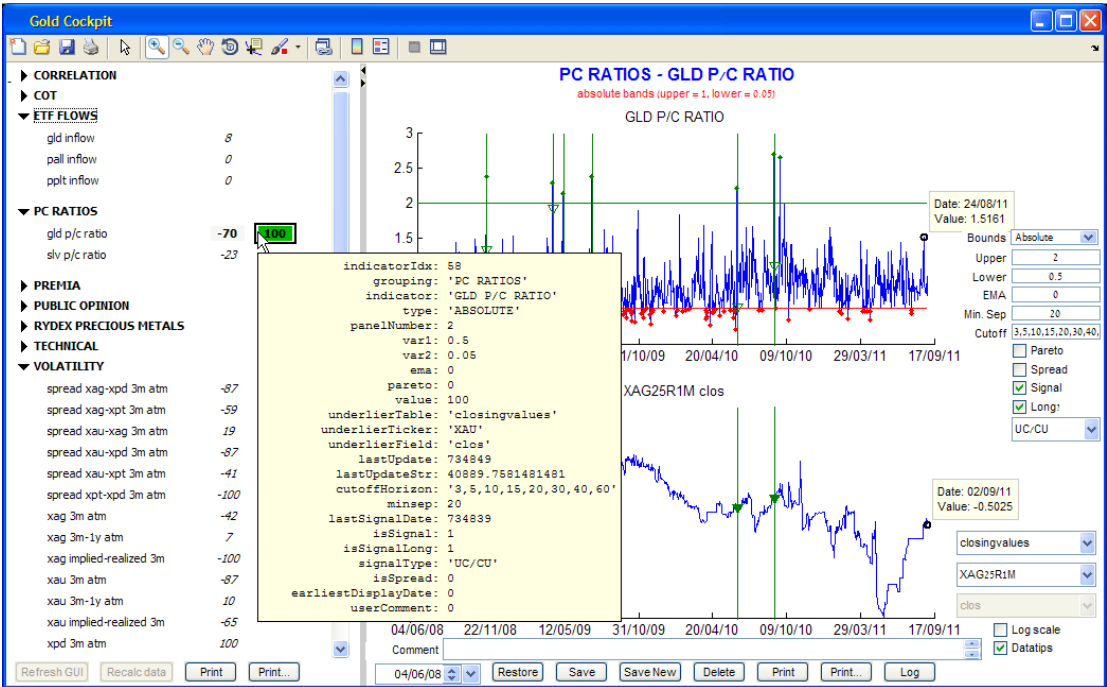 Gold Cockpit
CORRELATION
COT
ETF FLOWS
gld inflow 8
pall inflow 0
pplt inflow 0
PC RATIOS
gld p/c ratio -70 100
slv p/c ratio -23
PREMIA
PUBLIC OPINION
RYDEX PRECIOUS METALS
TECHNICAL
VOLATILITY
spread xag-xpd 3m atm -87
spread xag-xpt 3m atm -59
spread xau-xag 3m atm 19
spread xau-xpd 3m atm -87
spread xau-xpt 3m atm -41
spread xpt-xpd 3m atm -100
xag 3m atm -42
xag 3m-1y atm 7
xag implied-realized 3m -100
xau 3m atm -87
xau 3m-1y atm 10
xau implied-realized 3m -65
xpd 3m atm 100
Refresh GUI Recalc data Print Print...
indicatorIdx: 58
grouping: 'PC RATIOS'
indicator: 'GLD P/C RATIO'
type: 'ABSOLUTE'
panelNumber: 2
var1: 0.5
var2: 0.05
ema: 0
pareto: 0
value: 100
underlierTable: 'closingvalues'
underlierTicker: 'XAU'
underlierField: 'clos'
lastUpdate: 734849
lastUpdateStr: 40889.7581481481
cutoffHorizon: '3,5,10,15,20,30,40,60'
minsep: 20
lastSignalDate: 734839
isSignal: 1
isSignalLong: 1
signalType: 'UC/CU'
isSpread: 0
earliestDisplayDate: 0
userComment: 0
PC RATIOS - GLD P/C RATIO
absolute bands (upper = 1, lower = 0.05)
GLD P/C RATIO
3
2.5
2
1.5
Date: 24/08/11
Value: 1.5161
1/10/09 20/04/10 09/10/10 29/03/11 17/09/11
Bounds Absolute
Upper 2
Lower 0.5
EMA 0
Min. Sep 20
Cutoff 3,5,10,15,20,30,40,
Pareto
Spread
Signal
Long?
UC/CU
XAG25R1M clos
Date: 02/09/11
Value: -0.5025
04/06/08 22/11/08 12/05/09 31/10/09 20/04/10 09/10/10 29/03/11 17/09/11
closingvalues
XAG25R1M
clos
Log scale
Datatips
Comment
04/06/08 Restore Save Save New Delete Print Print... Log